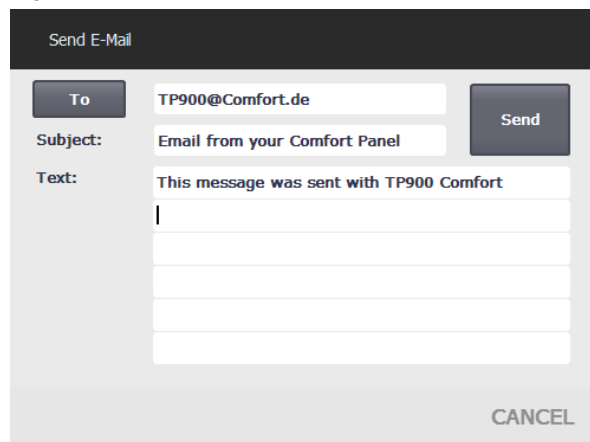 Send E-Mail
To
TP900@Comfort.de
Send
Subject:
Email from your Comfort Panel
Text:
This message was sent with TP900 Comfort
CANCEL